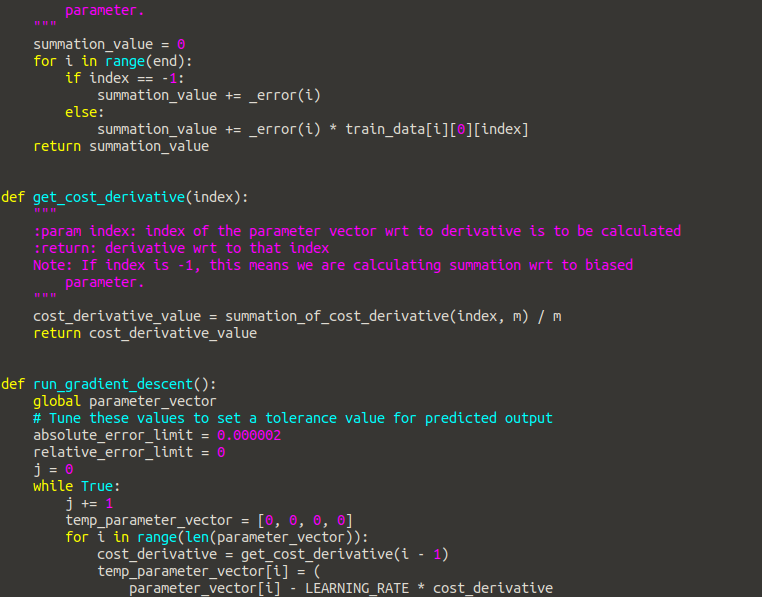 parameter.
    """
    summation_value = 0
    for i in range(end):
        if index == -1:
            summation_value += _error(i)
        else:
            summation_value += _error(i) * train_data[i][0][index]
    return summation_value
def get_cost_derivative(index):
    """
    :param index: index of the parameter vector wrt to derivative is to be calculated
    :return: derivative wrt to that index
    Note: If index is -1, this means we are calculating summation wrt to biased
        parameter.
    """
    cost_derivative_value = summation_of_cost_derivative(index, m) / m
    return cost_derivative_value
def run_gradient_descent():
    global parameter_vector
    # Tune these values to set a tolerance value for predicted output
    absolute_error_limit = 0.000002
    relative_error_limit = 0
    j = 0
    while True:
        j += 1
        temp_parameter_vector = [0, 0, 0, 0]
        for i in range(len(parameter_vector)):
            cost_derivative = get_cost_derivative(i - 1)
            temp_parameter_vector[i] = (
                parameter_vector[i] - LEARNING_RATE * cost_derivative